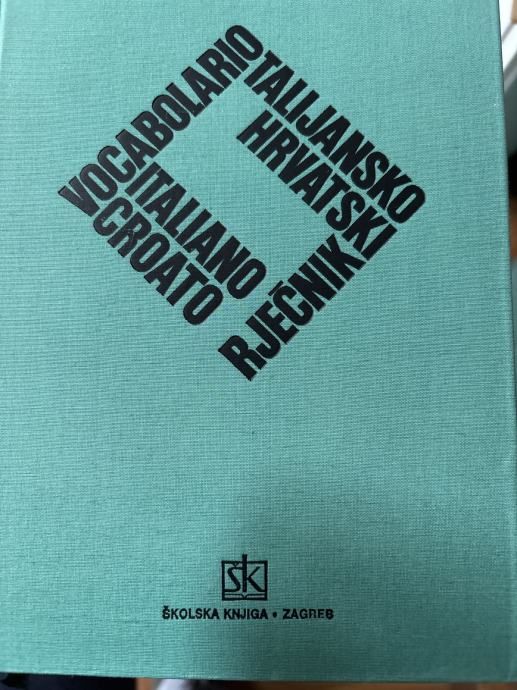 VOCABOLARIO
ITALIANO
CROATO
TALIJANSKO
HRVATSKI
RJEČNIK
ŠK
ŠKOLSKA KNJIGA • ZAGREB